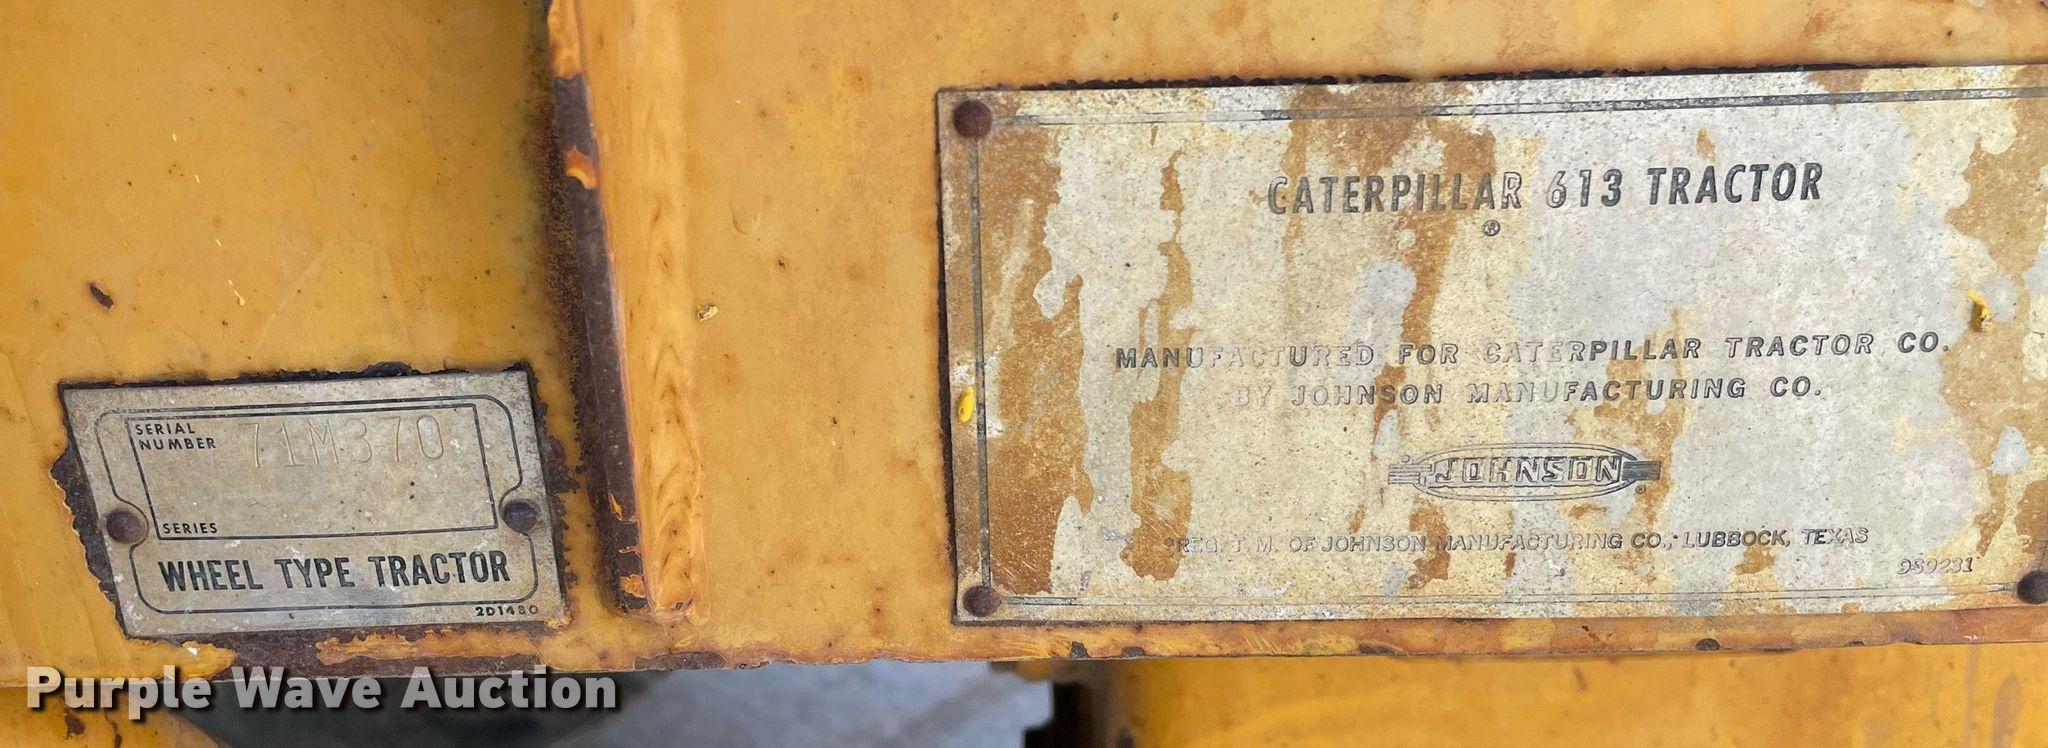 SERIAL
NUMBER 71M370
SERIES
WHEEL TYPE TRACTOR
2D1480
CATERPILLAR 613 TRACTOR
®
MANUFACTURED FOR CATERPILLAR TRACTOR CO.
BY JOHNSON MANUFACTURING CO.
JOHNSON
®
®REG. T. M. OF JOHNSON MANUFACTURING CO., LUBBOCK, TEXAS
9S9231
Purple Wave Auction